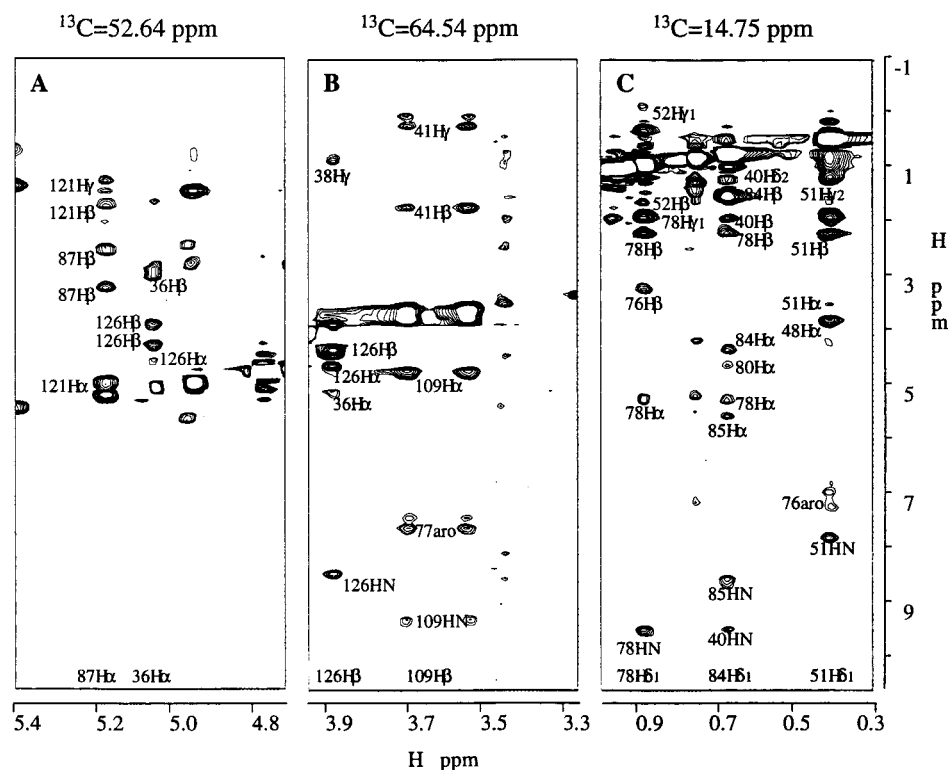 ¹³C=52.64 ppm
¹³C=64.54 ppm
¹³C=14.75 ppm
A
121Hγ
121Hβ
87Hβ
36Hβ
87Hβ
126Hβ
126Hβ
126Hα
121Hα
87Hα 36Hα
5.4 5.2 5.0 4.8
B
41Hγ
38Hγ
41Hβ
126Hβ
126Hα
109Hα
36Hα
77aro
126HN
109HN
126Hβ 109Hβ
3.9 3.7 3.5 3.3
C
52Hγ1
40Hδ2
52Hβ
84Hβ
51Hγ2
78Hγ1
40Hβ
78Hβ
78Hβ
51Hβ
76Hβ
51Hα
48Hα
84Hα
80Hα
78Hα
78Hα
85Hα
76aro
51HN
85HN
78HN
40HN
78Hδ1 84Hδ1 51Hδ1
0.9 0.7 0.5 0.3
-1
1
H
3
p
p
m
5
7
9
H ppm